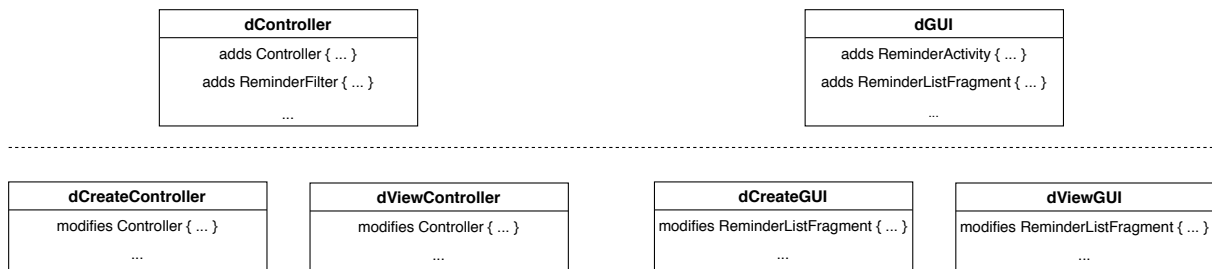 dController
adds Controller { ... }
adds ReminderFilter { ... }
...
dGUI
adds ReminderActivity { ... }
adds ReminderListFragment { ... }
...
dCreateController
modifies Controller { ... }
...
dViewController
modifies Controller { ... }
...
dCreateGUI
modifies ReminderListFragment { ... }
...
dViewGUI
modifies ReminderListFragment { ... }
...